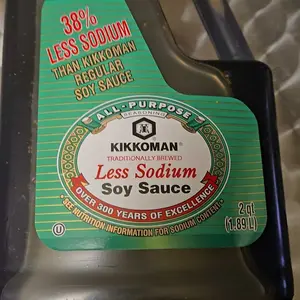 38%
LESS SODIUM
THAN KIKKOMAN
REGULAR
SOY SAUCE
ALL-PURPOSE
SEASONING
KIKKOMAN®
TRADITIONALLY BREWED
Less Sodium
Soy Sauce
OVER 300 YEARS OF EXCELLENCE
SEE NUTRITION INFORMATION FOR SODIUM CONTENT
2 qt
(1.89L)
U